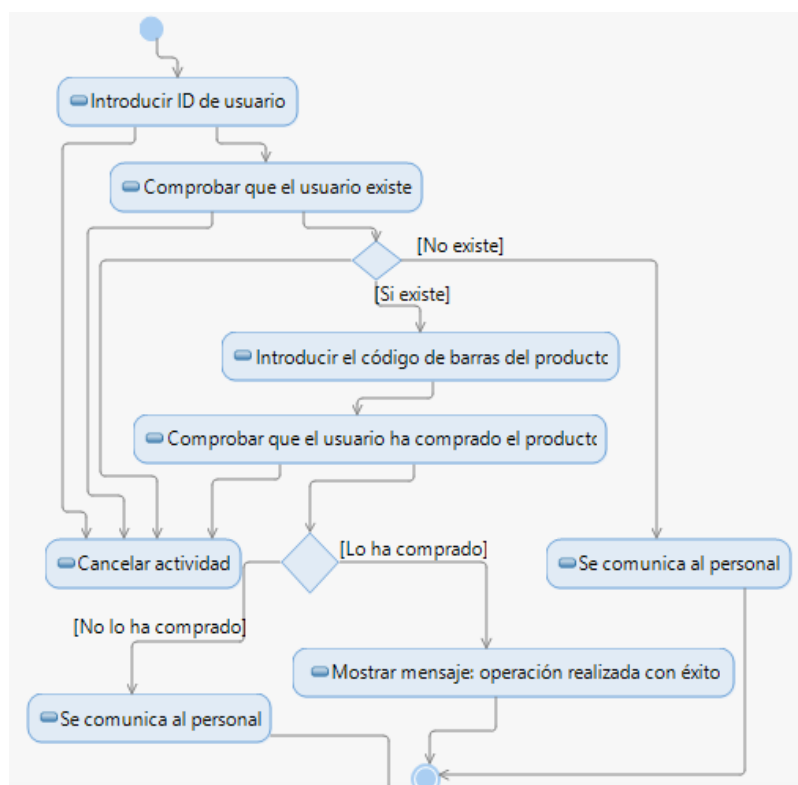 Introducir ID de usuario
Comprobar que el usuario existe
[No existe]
[Si existe]
Introducir el código de barras del producto
Comprobar que el usuario ha comprado el producto
[Lo ha comprado]
Cancelar actividad
Se comunica al personal
[No lo ha comprado]
Mostrar mensaje: operación realizada con éxito
Se comunica al personal